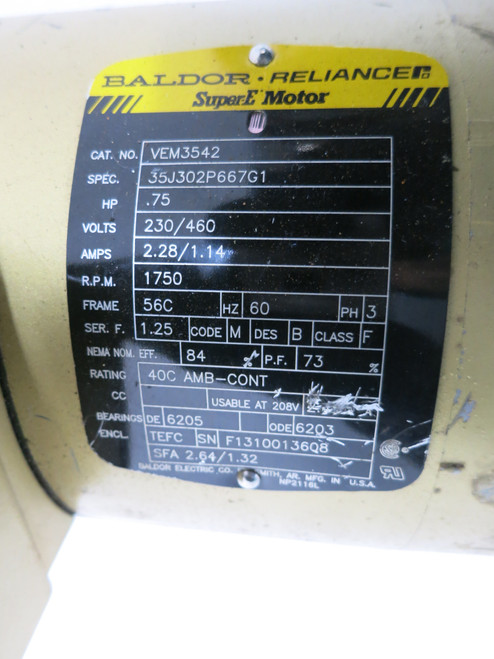 BALDOR • RELIANCE
Super-E Motor
CAT. NO. VEM3542
SPEC. 35J302P667G1
HP .75
VOLTS 230/460
AMPS 2.28/1.14
R.P.M. 1750
FRAME 56C HZ 60 PH 3
SER. F. 1.25 CODE M DES B CLASS F
NEMA NOM. EFF. 84 % P.F. 73 %
RATING 40C AMB-CONT
CC USABLE AT 208V
BEARINGS DE 6205 ODE 6203
ENCL. TEFC SN F1310013608
SFA 2.64/1.32
BALDOR ELECTRIC CO. SMITH, AR. MFG. IN U.S.A.
NP2116L